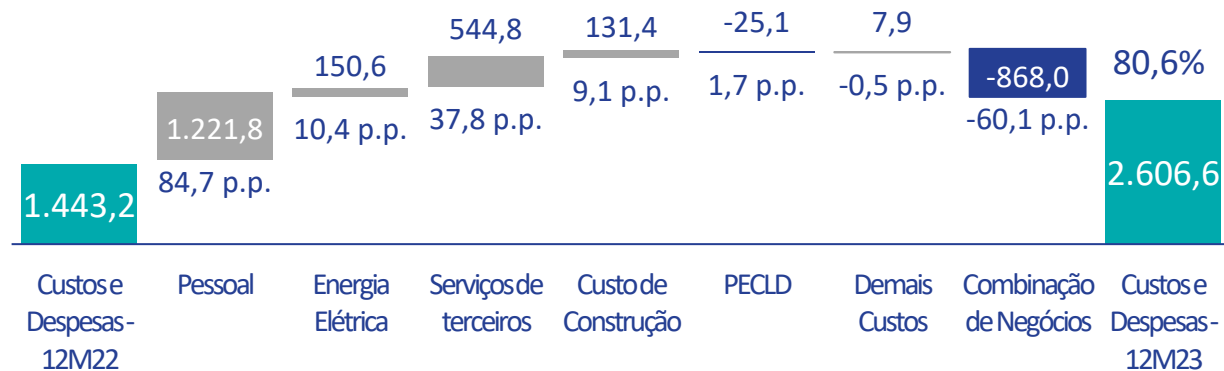 544,8
131,4
-25,1
7,9
150,6
-868,0
80,6%
1.221,8
10,4 p.p.
37,8 p.p.
9,1 p.p.
1,7 p.p.
-0,5 p.p.
-60,1 p.p.
84,7 p.p.
1.443,2
2.606,6
Custos e
Despesas -
12M22
Pessoal
Energia
Elétrica
Serviços de
terceiros
Custo de
Construção
PECLD
Demais
Custos
Combinação
de Negócios
Custos e
Despesas -
12M23